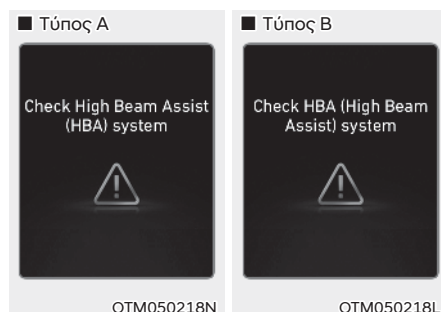 ■ Τύπος A
Check High Beam Assist
(HBA) system
OTM050218N
■ Τύπος B
Check HBA (High Beam
Assist) system
OTM050218L